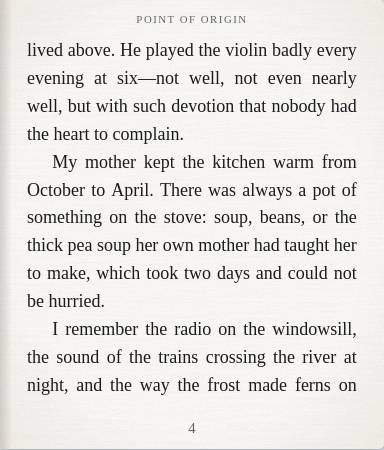 POINT OF ORIGIN
lived above. He played the violin badly every
evening at six—not well, not even nearly
well, but with such devotion that nobody had
the heart to complain.
My mother kept the kitchen warm from
October to April. There was always a pot of
something on the stove: soup, beans, or the
thick pea soup her own mother had taught her
to make, which took two days and could not
be hurried.
I remember the radio on the windowsill,
the sound of the trains crossing the river at
night, and the way the frost made ferns on
4